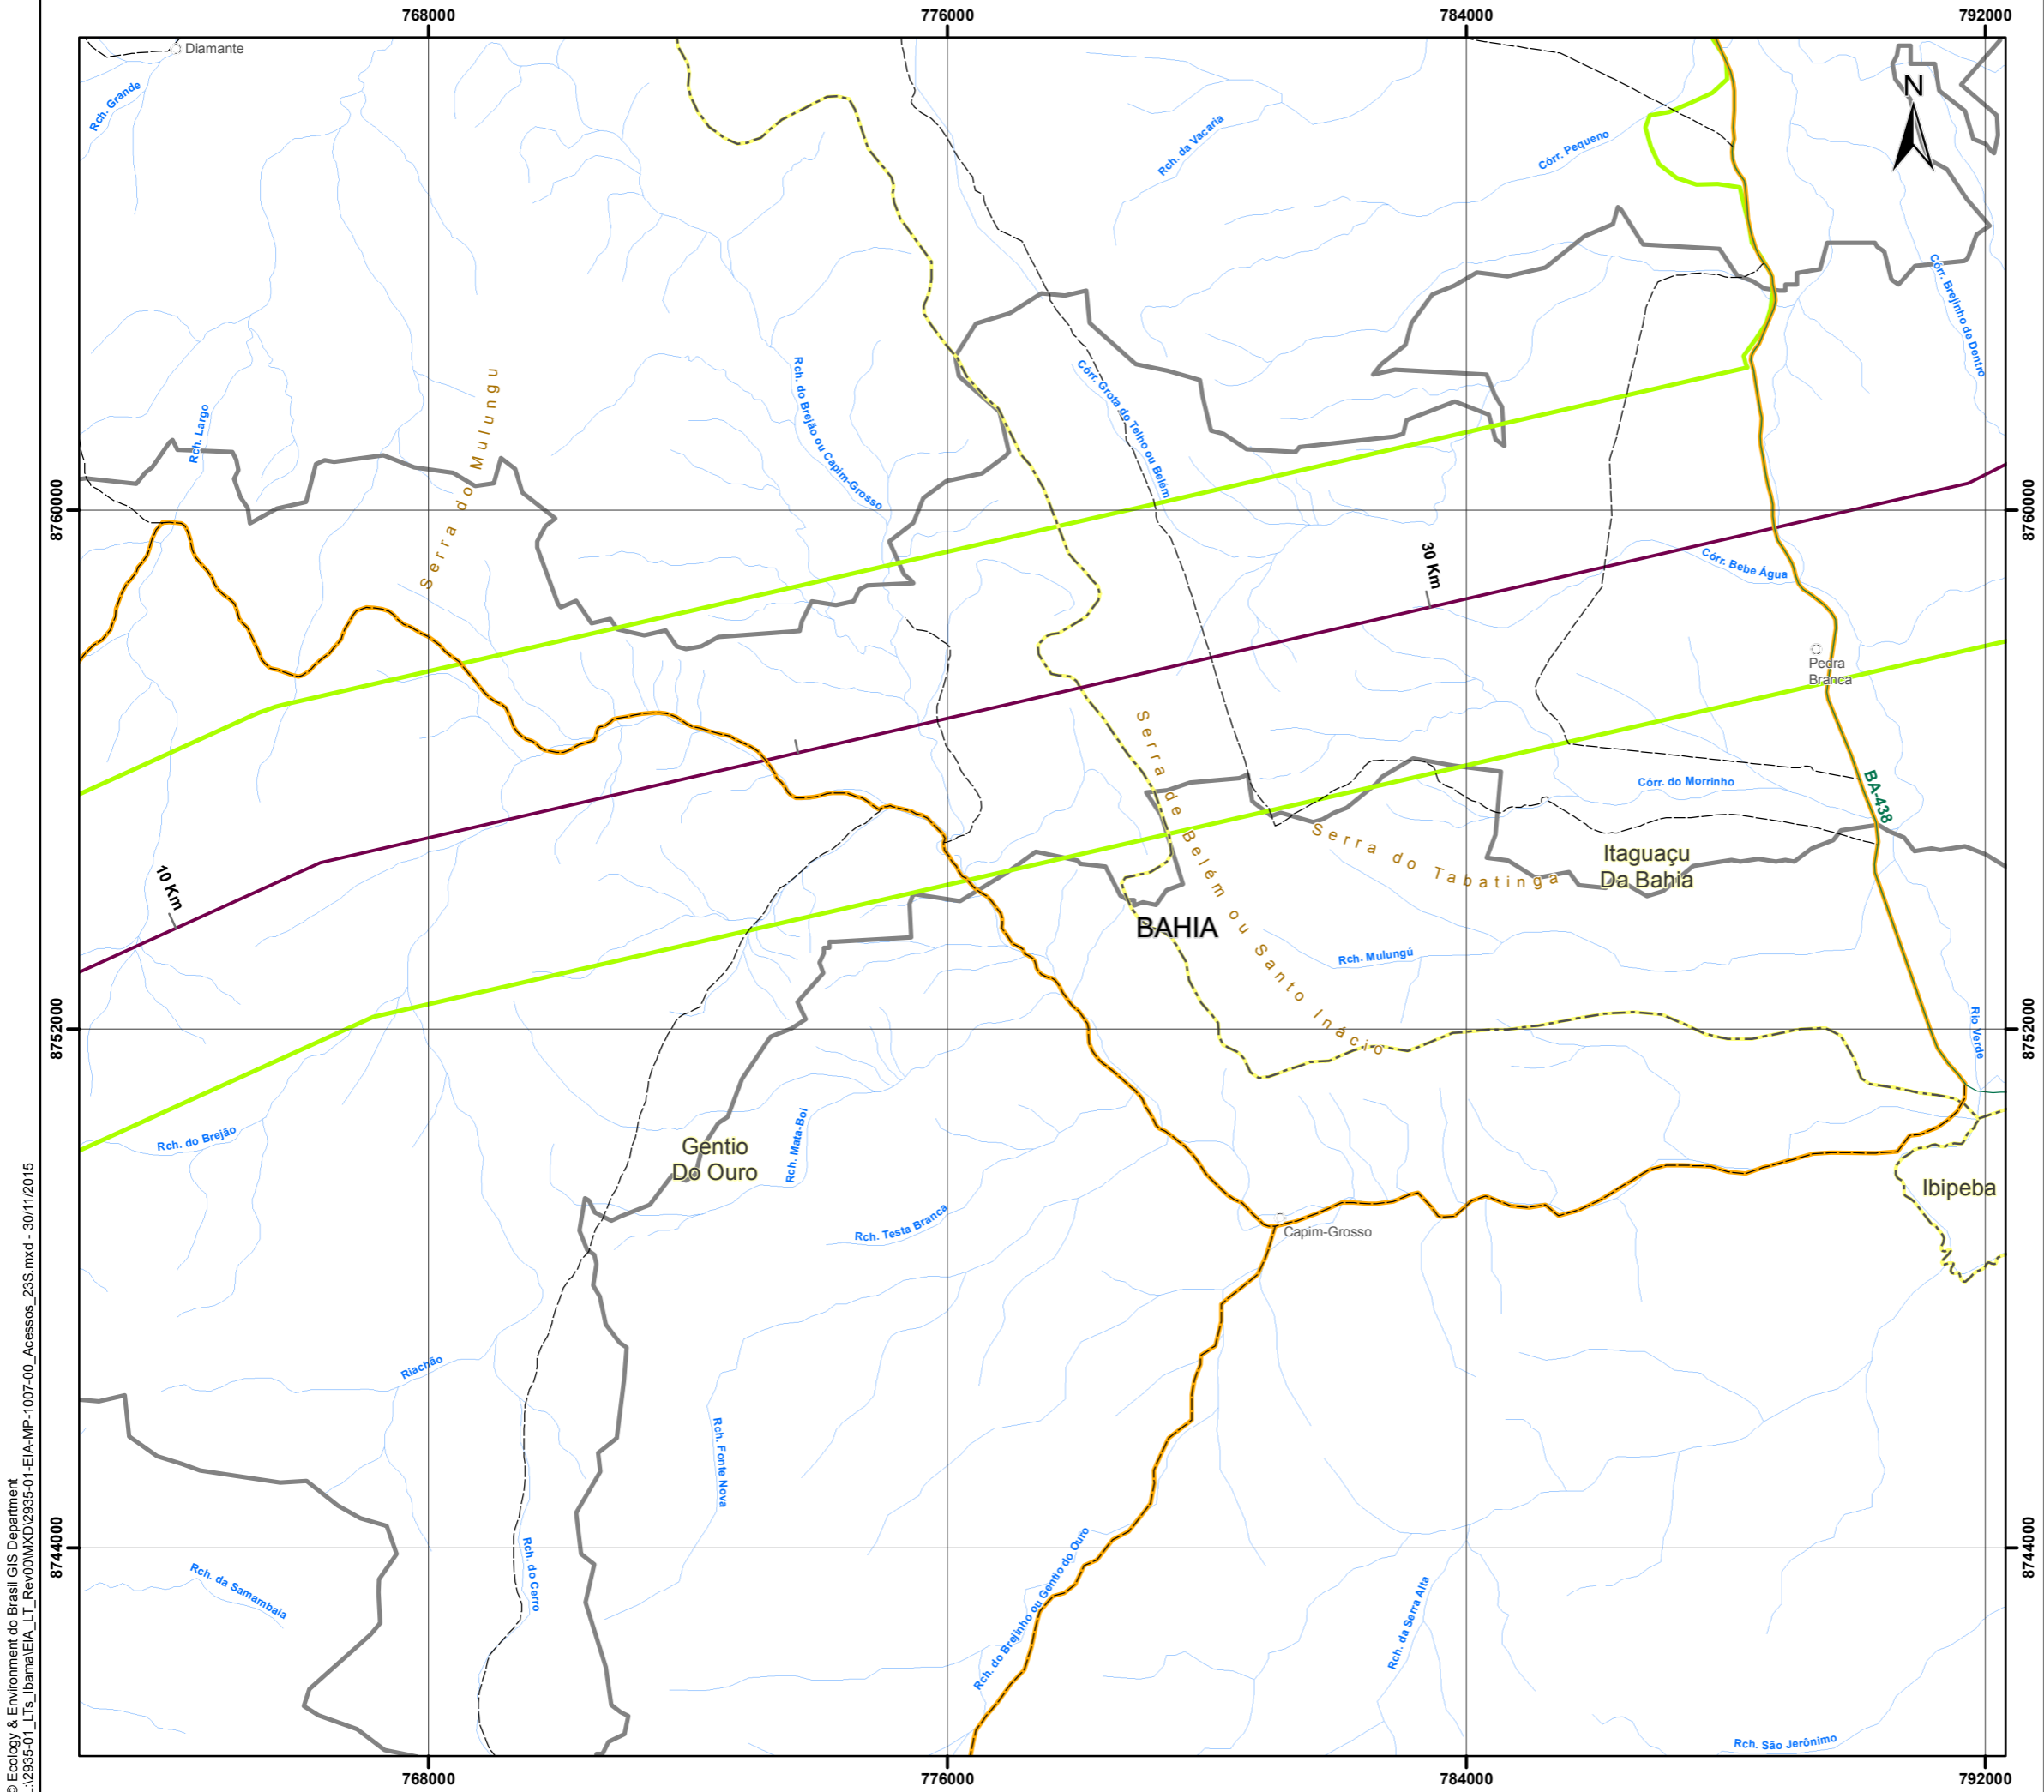 768000
776000
784000
792000
Diamante
N
Rch. Grande
Rch. da Vacaria
Córr. Pequeno
Córr. Brejinho de Dentro
Rch. Largo
Serra do Mulungu
Rch. do Brejão ou Capim-Grosso
Córr. Grota do Telho ou Belém
8760000
8760000
30 Km
Córr. Bebe Água
Pedra
Branca
Serra de Belém ou Santo Inácio
Córr. do Morrinho
BA-438
Serra do Tabatinga
Itaguaçu
Da Bahia
10 Km
BAHIA
Rch. Mulungú
8752000
8752000
Rio Verde
Rch. do Brejão
Gentio
Do Ouro
Rch. Mata-Boi
Ibipeba
Rch. Testa Branca
Capim-Grosso
Riachão
Rch. Fonte Nova
8744000
8744000
Rch. da Samambaia
Rch. do Cerro
Rch. do Brejinho ou Gentio do Ouro
Rch. da Serra Alta
Rch. São Jerônimo
768000
776000
784000
792000
© Ecology & Environment do Brasil GIS Department
L:\2935-01_LTs_Ibama\EIA_LT_Rev00\MXD\2935-01-EIA-MP-1007-00_Acessos_23S.mxd - 30/11/2015